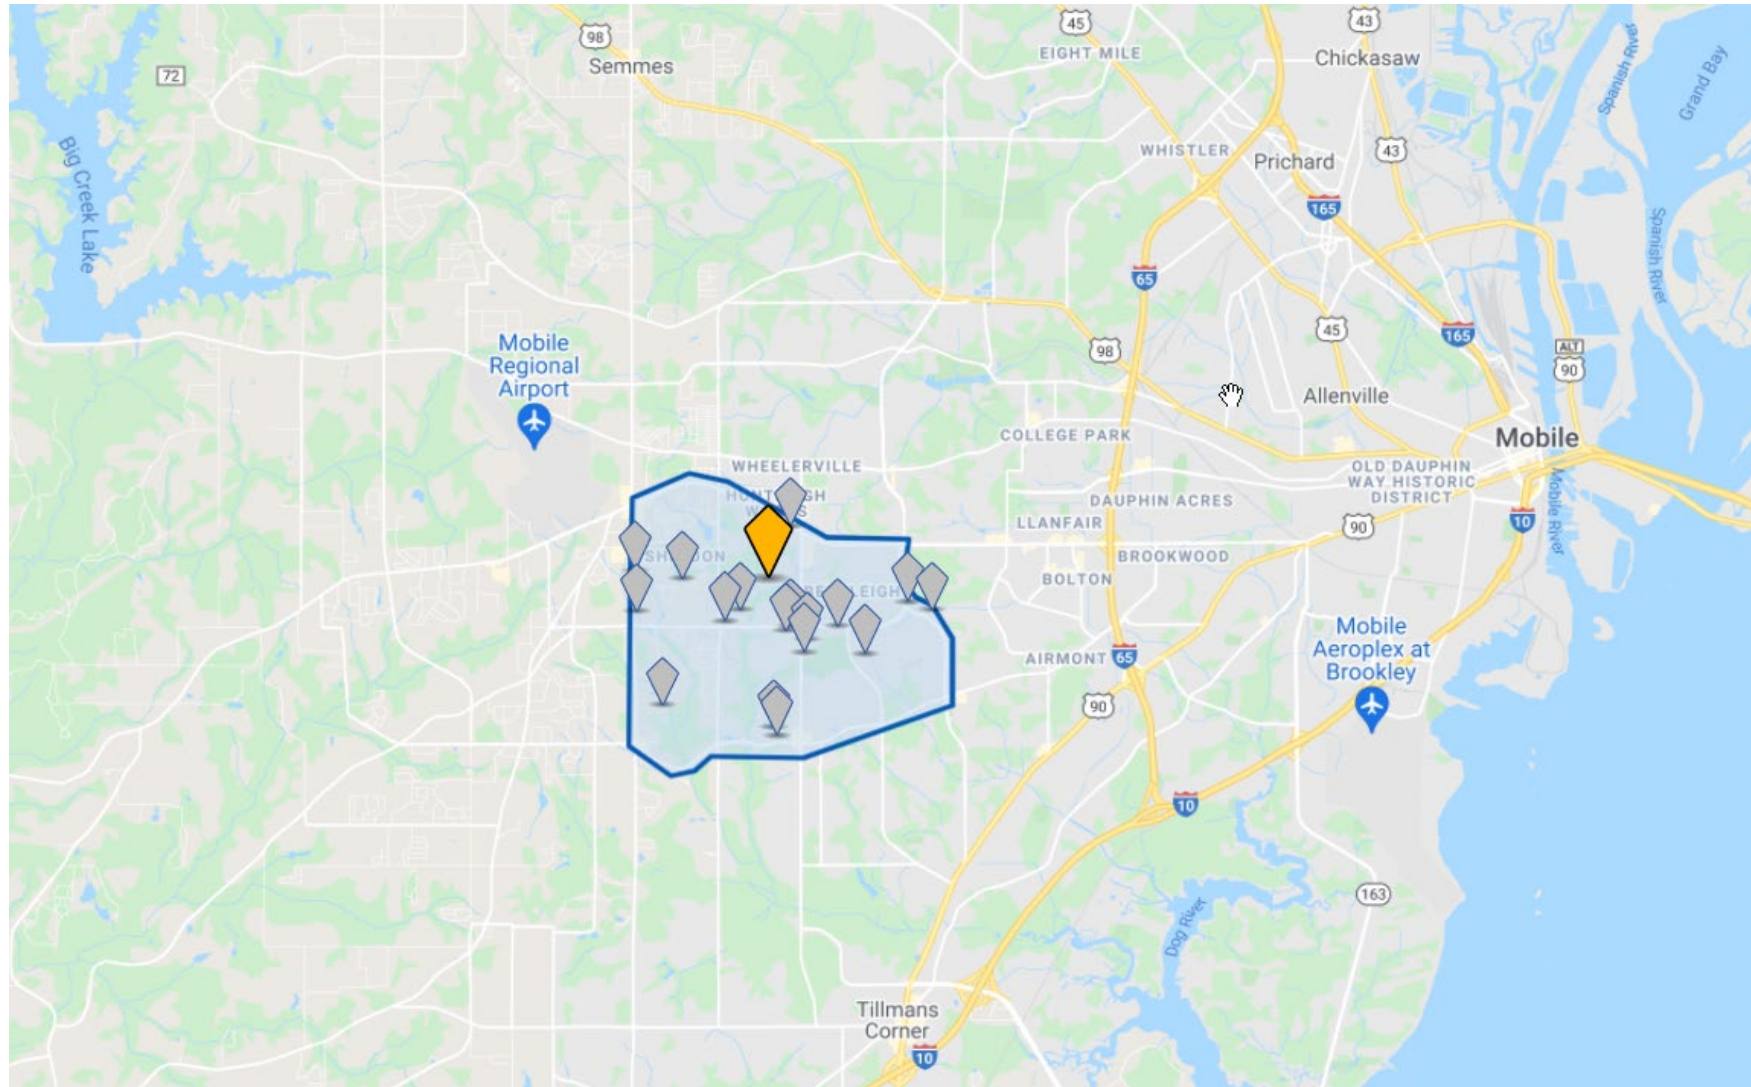 45
43
98
EIGHT MILE
Chickasaw
Semmes
72
Spanish River
Grand Bay
WHISTLER
43
Prichard
Big Creek Lake
165
Spanish River
65
45
165
Mobile
Regional
Airport
98
ALT
90
Allenville
COLLEGE PARK
Mobile
WHEELERVILLE
OLD DAUPHIN
WAY HISTORIC
DISTRICT
DAUPHIN ACRES
LLANFAIR
90
10
Mobile River
BROOKWOOD
BOLTON
Mobile
Aeroplex at
Brookley
AIRMONT
65
90
10
163
Dog River
Tillmans
Corner
10